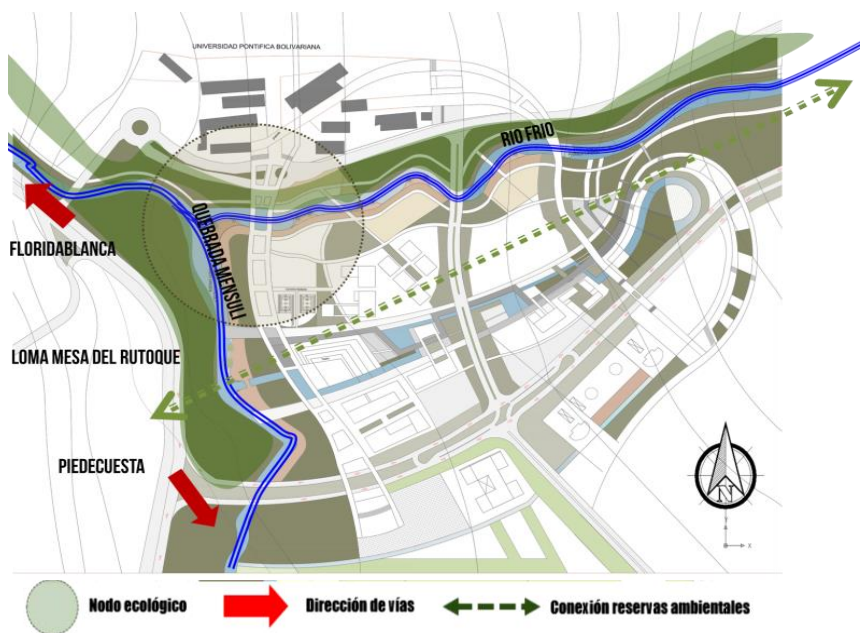 UNIVERSIDAD PONTIFICA BOLIVARIANA
RIO FRIO
QUEBRADA MENSULI
FLORIDABLANCA
LOMA MESA DEL RUTOQUE
PIEDECUESTA
N
Y
X
Nodo ecológico
Dirección de vías
Conexión reservas ambientales